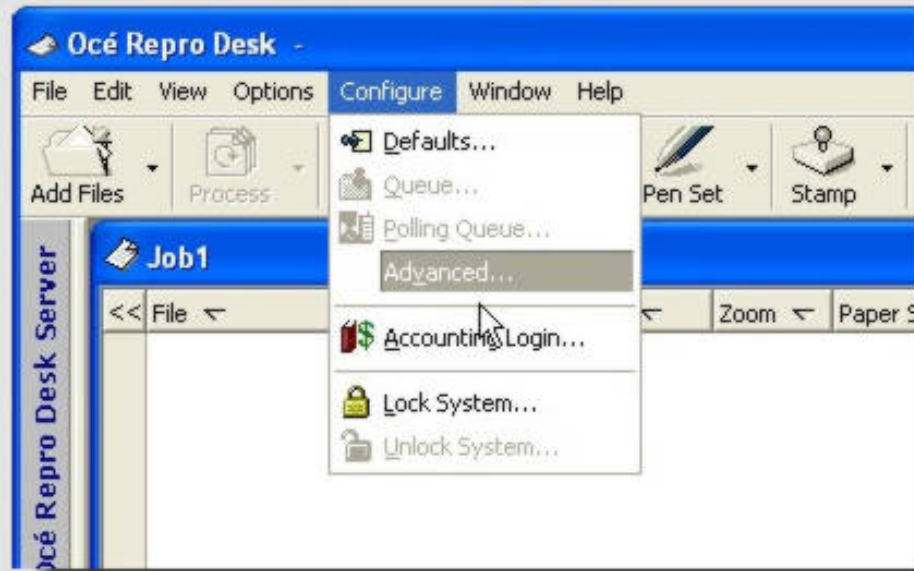 Océ Repro Desk -
File Edit View Options Configure Window Help
Add Files Process Pen Set Stamp
Defaults...
Queue...
Polling Queue...
Advanced...
Accounting Login...
Lock System...
Unlock System...
Job1
<< File Zoom Paper S
Océ Repro Desk Server